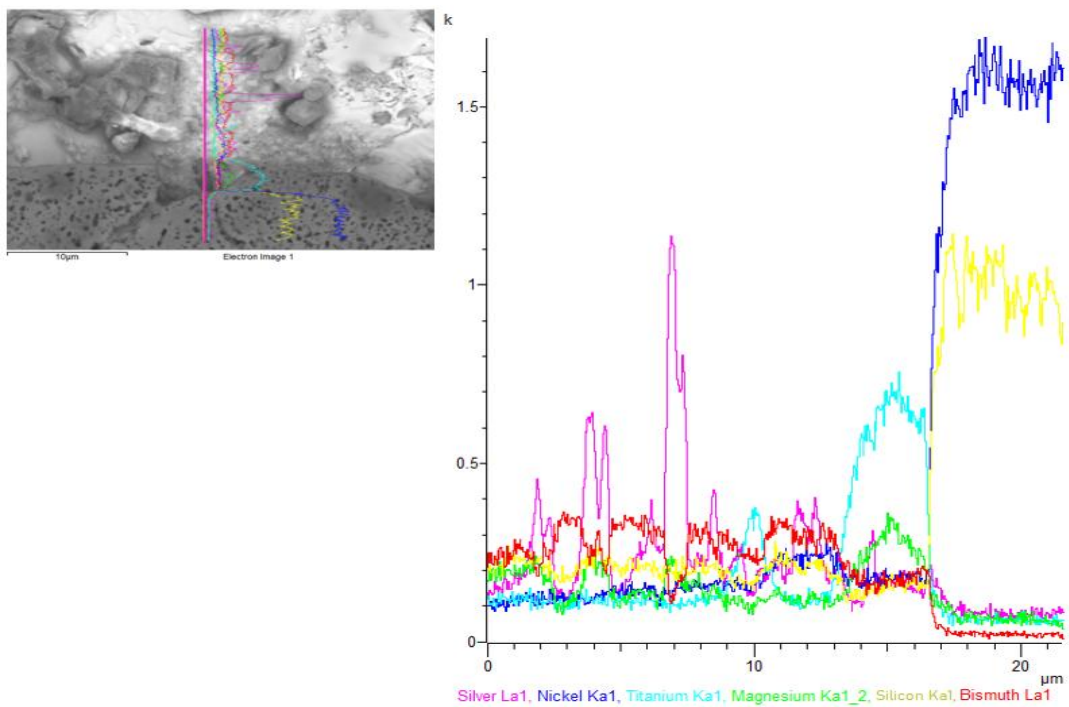 k
10µm
Electron Image 1
1.5
1
0.5
0
0
10
20
µm
Silver La1, Nickel Ka1, Titanium Ka1, Magnesium Ka1_2, Silicon Ka1, Bismuth La1